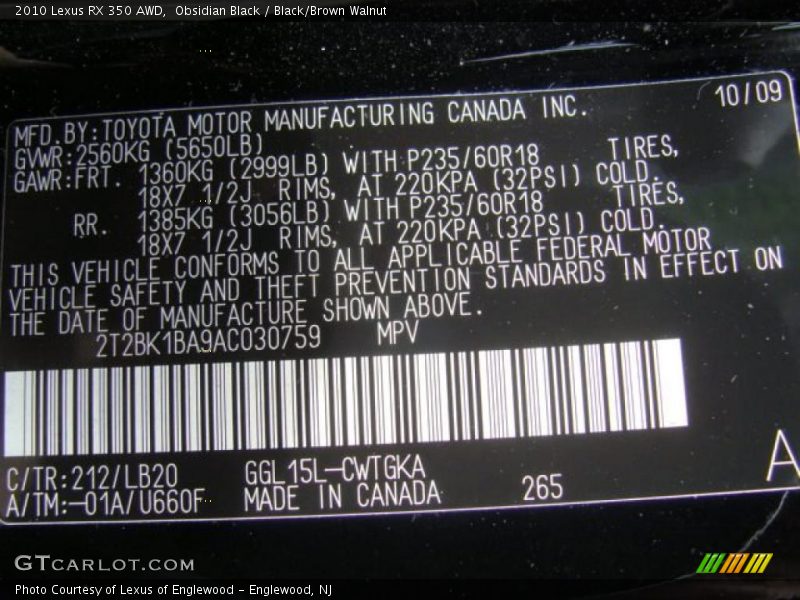 2010 Lexus RX 350 AWD,  Obsidian Black / Black/Brown Walnut
10/09
MFD.BY:TOYOTA MOTOR MANUFACTURING CANADA INC.
GVWR:2560KG (5650LB)
GAWR:FRT. 1360KG (2999LB) WITH P235/60R18 TIRES,
18X7 1/2J RIMS, AT 220KPA (32PSI) COLD.
RR. 1385KG (3056LB) WITH P235/60R18 TIRES,
18X7 1/2J RIMS, AT 220KPA (32PSI) COLD.
THIS VEHICLE CONFORMS TO ALL APPLICABLE FEDERAL MOTOR
VEHICLE SAFETY AND THEFT PREVENTION STANDARDS IN EFFECT ON
THE DATE OF MANUFACTURE SHOWN ABOVE.
2T2BK1BA9AC030759 MPV
C/TR:212/LB20 GGL15L-CWTGKA
A/TM:-01A/U660F MADE IN CANADA 265 A
GTCARLOT.COM
Photo Courtesy of Lexus of Englewood - Englewood, NJ